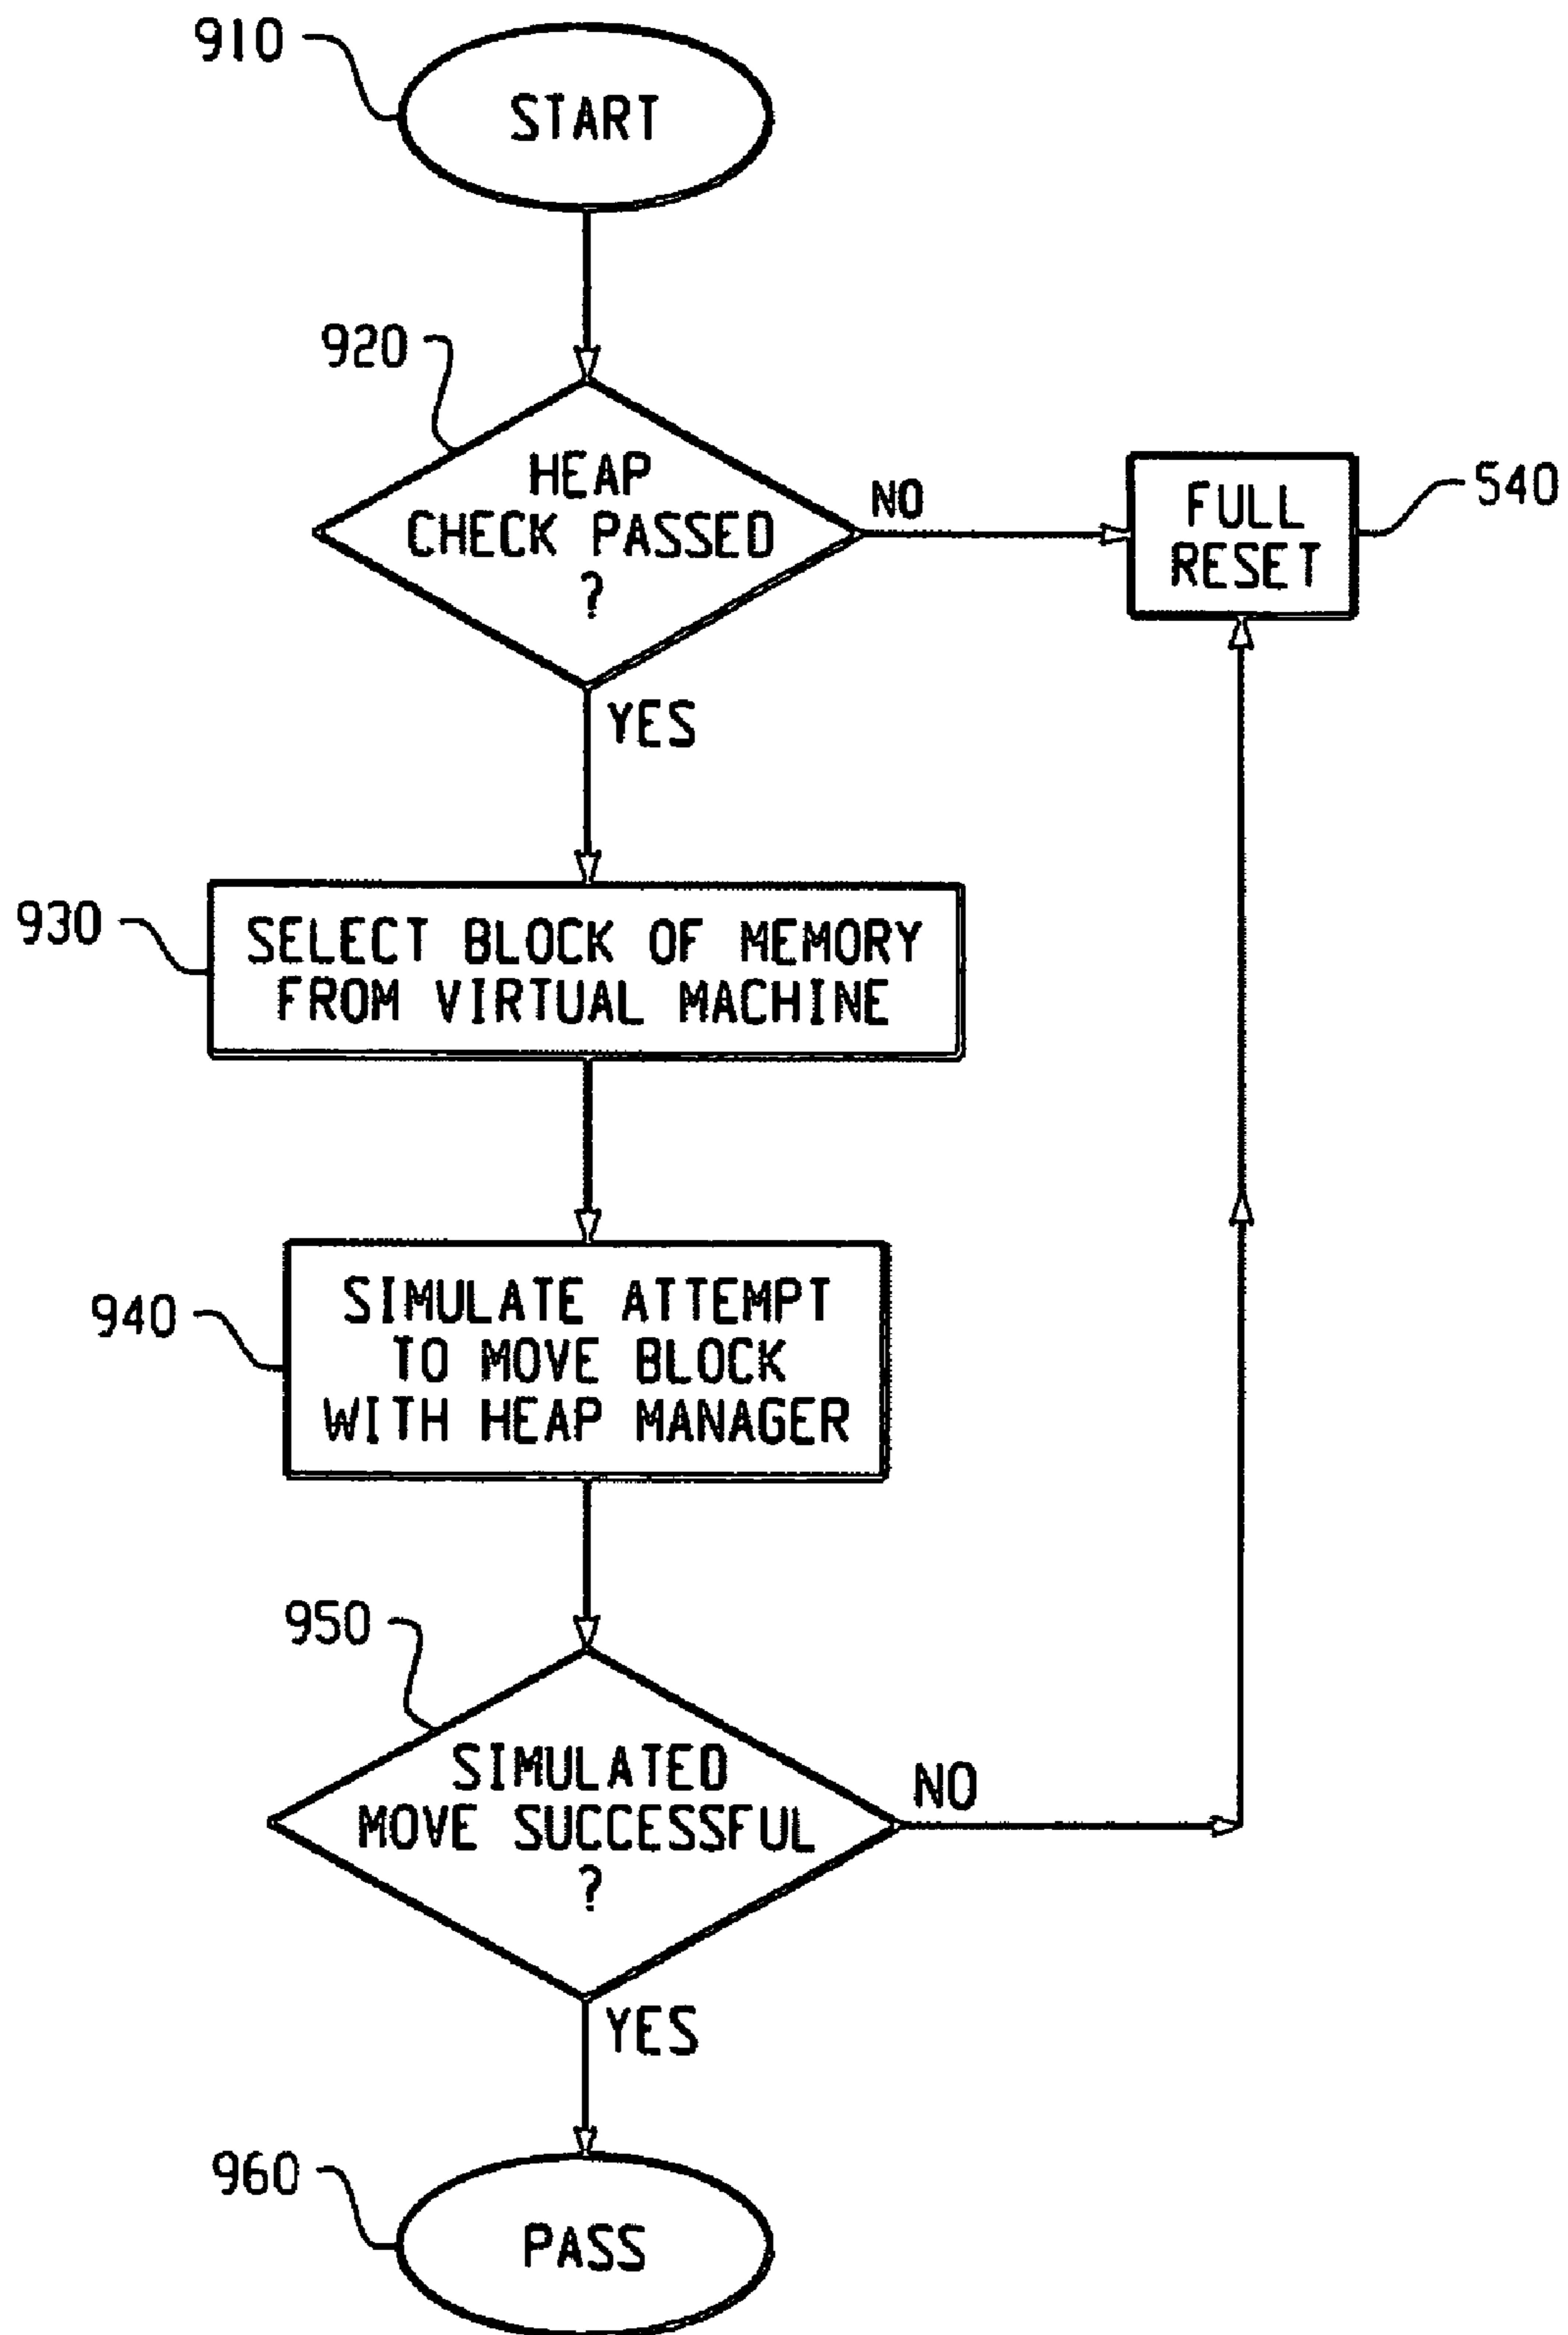 910
START
920
HEAP
CHECK PASSED
?
NO
FULL
RESET
540
YES
930
SELECT BLOCK OF MEMORY
FROM VIRTUAL MACHINE
940
SIMULATE ATTEMPT
TO MOVE BLOCK
WITH HEAP MANAGER
950
SIMULATED
MOVE SUCCESSFUL
?
NO
YES
960
PASS